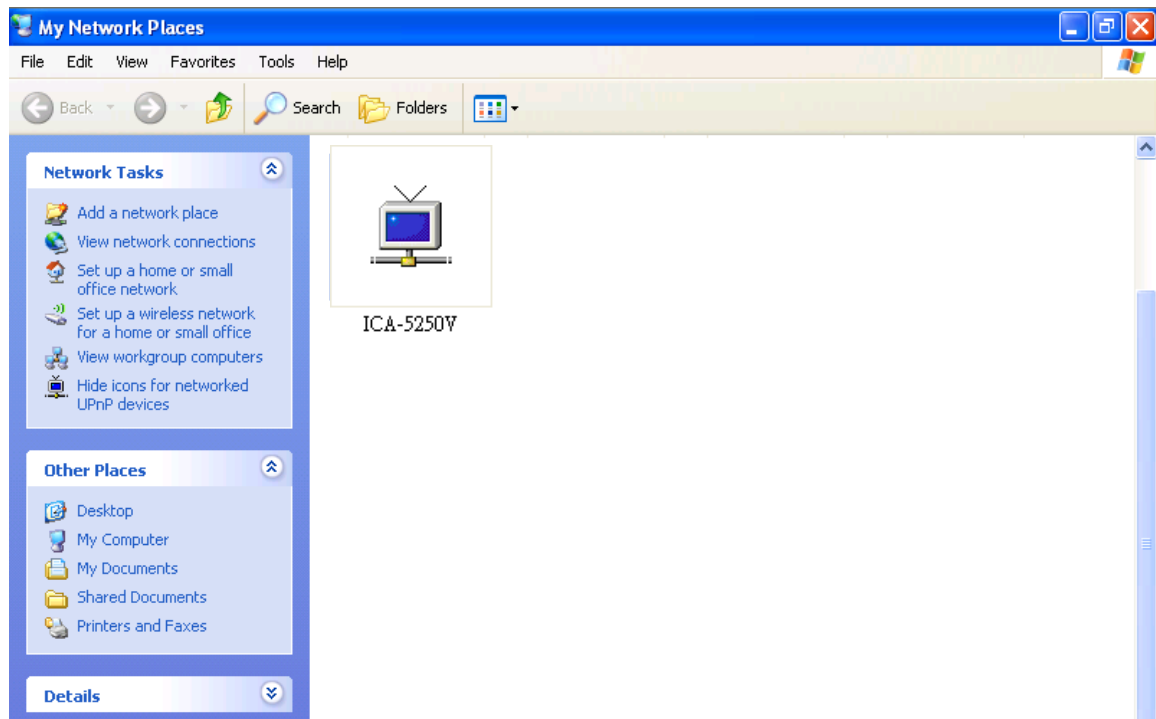 My Network Places
File Edit View Favorites Tools Help
Back Search Folders
Network Tasks
Add a network place
View network connections
Set up a home or small
office network
Set up a wireless network
for a home or small office
View workgroup computers
Hide icons for networked
UPnP devices
ICA-5250V
Other Places
Desktop
My Computer
My Documents
Shared Documents
Printers and Faxes
Details